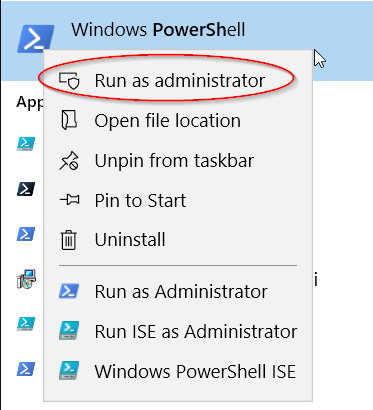 Windows PowerShell
App
Run as administrator
Open file location
Unpin from taskbar
Pin to Start
Uninstall
Run as Administrator
i
Run ISE as Administrator
Windows PowerShell ISE